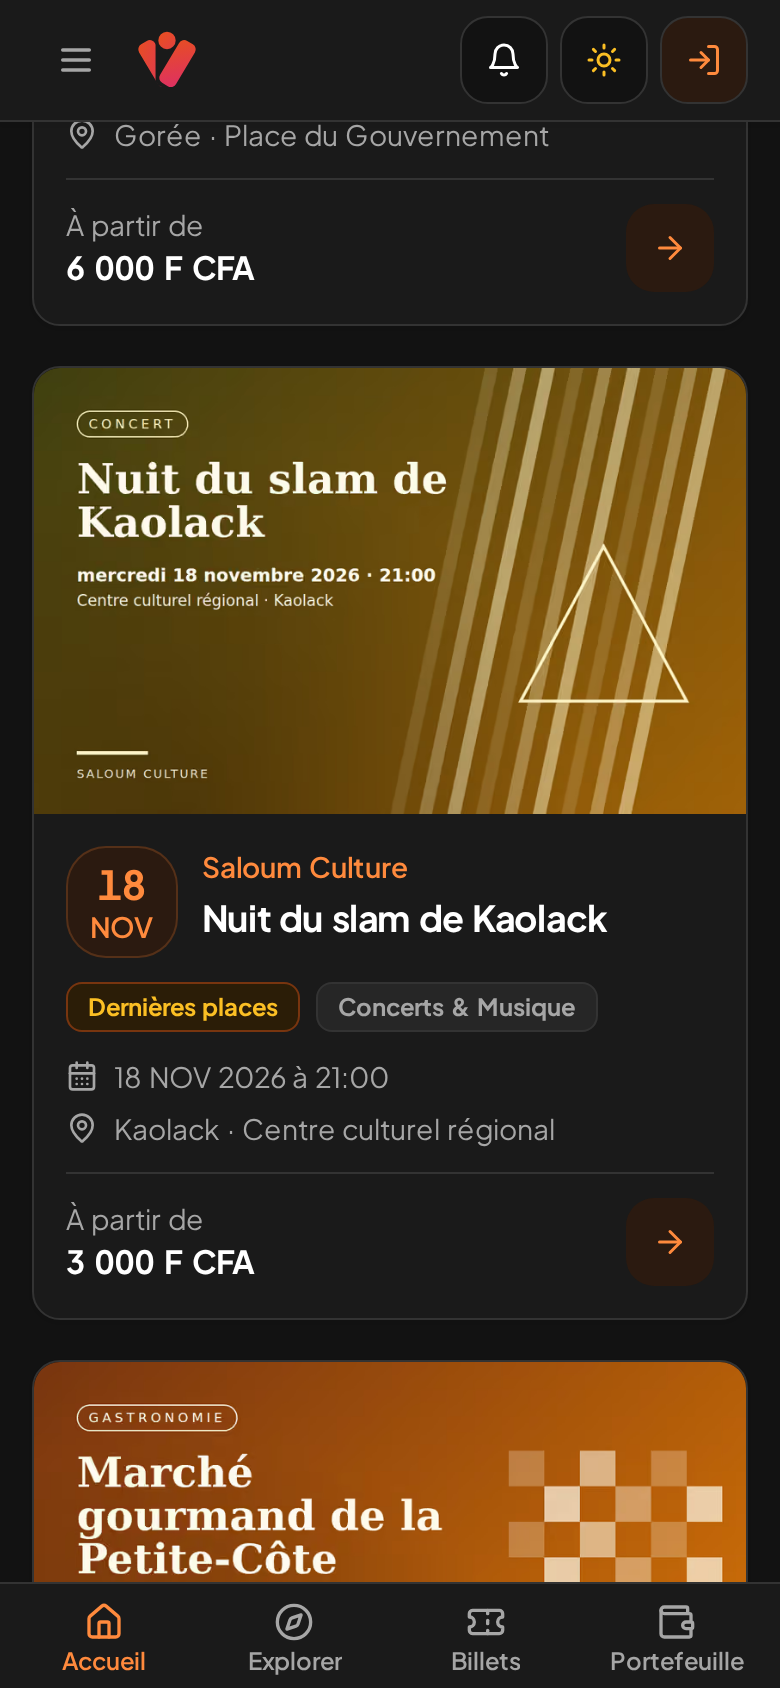 Gorée · Place du Gouvernement
À partir de
6 000 F CFA
CONCERT
Nuit du slam de
Kaolack
mercredi 18 novembre 2026 · 21:00
Centre culturel régional · Kaolack
SALOUM CULTURE
18
NOV
Saloum Culture
Nuit du slam de Kaolack
Dernières places
Concerts & Musique
18 NOV 2026 à 21:00
Kaolack · Centre culturel régional
À partir de
3 000 F CFA
GASTRONOMIE
Marché
gourmand de la
Petite-Côte
Accueil
Explorer
Billets
Portefeuille